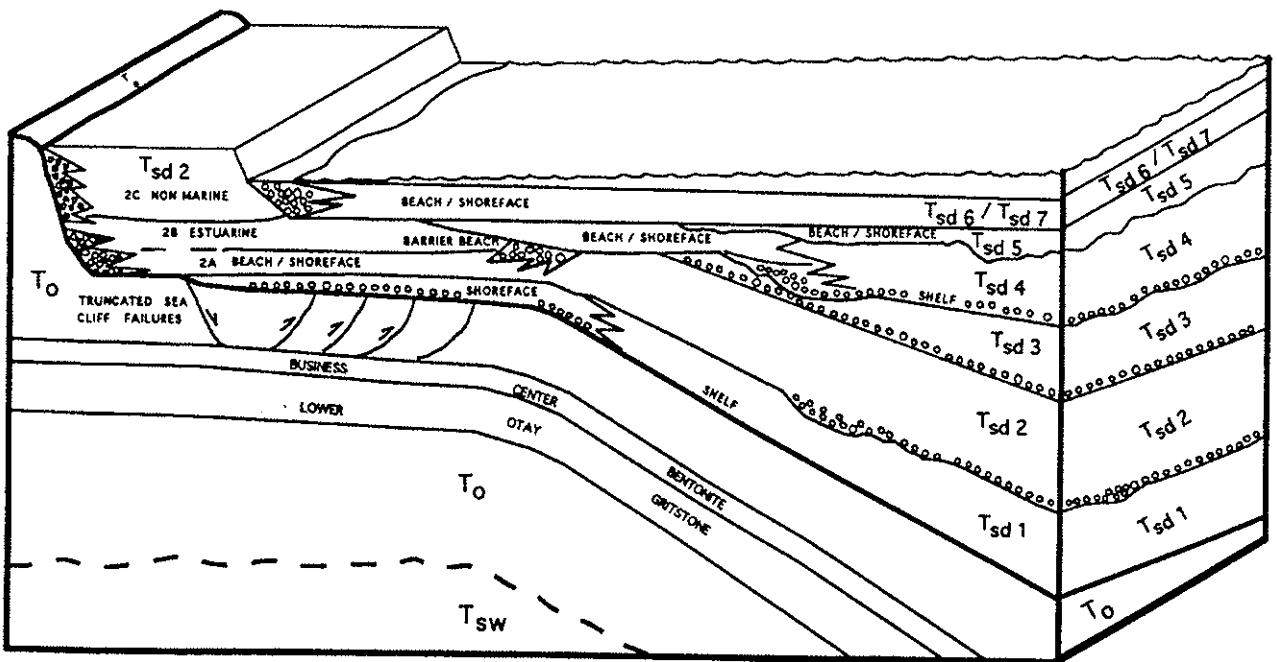 To
Tsd 2
2C NON MARINE
Tsd 6 / Tsd 7
BEACH / SHOREFACE
Tsd 6 / Tsd 7
Tsd 5
2B ESTUARINE
BARRIER BEACH
BEACH / SHOREFACE
BEACH / SHOREFACE
Tsd 5
Tsd 4
2A BEACH / SHOREFACE
To
SHOREFACE
Tsd 4
SHELF
TRUNCATED SEA
CLIFF FAILURES
Tsd 3
Tsd 3
BUSINESS
CENTER
BENTONITE
SHELF
Tsd 2
Tsd 2
LOWER
OTAY
GRITSTONE
To
Tsd 1
Tsd 1
To
Tsw